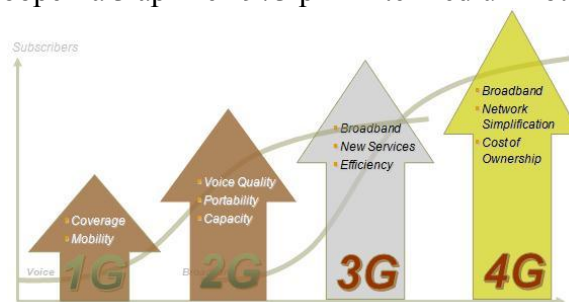 Subscribers
Broadband
Network
Simplification
Cost of
Ownership
Broadband
New Services
Efficiency
Voice Quality
Portability
Capacity
Coverage
Mobility
Voice
1G
2G
3G
4G